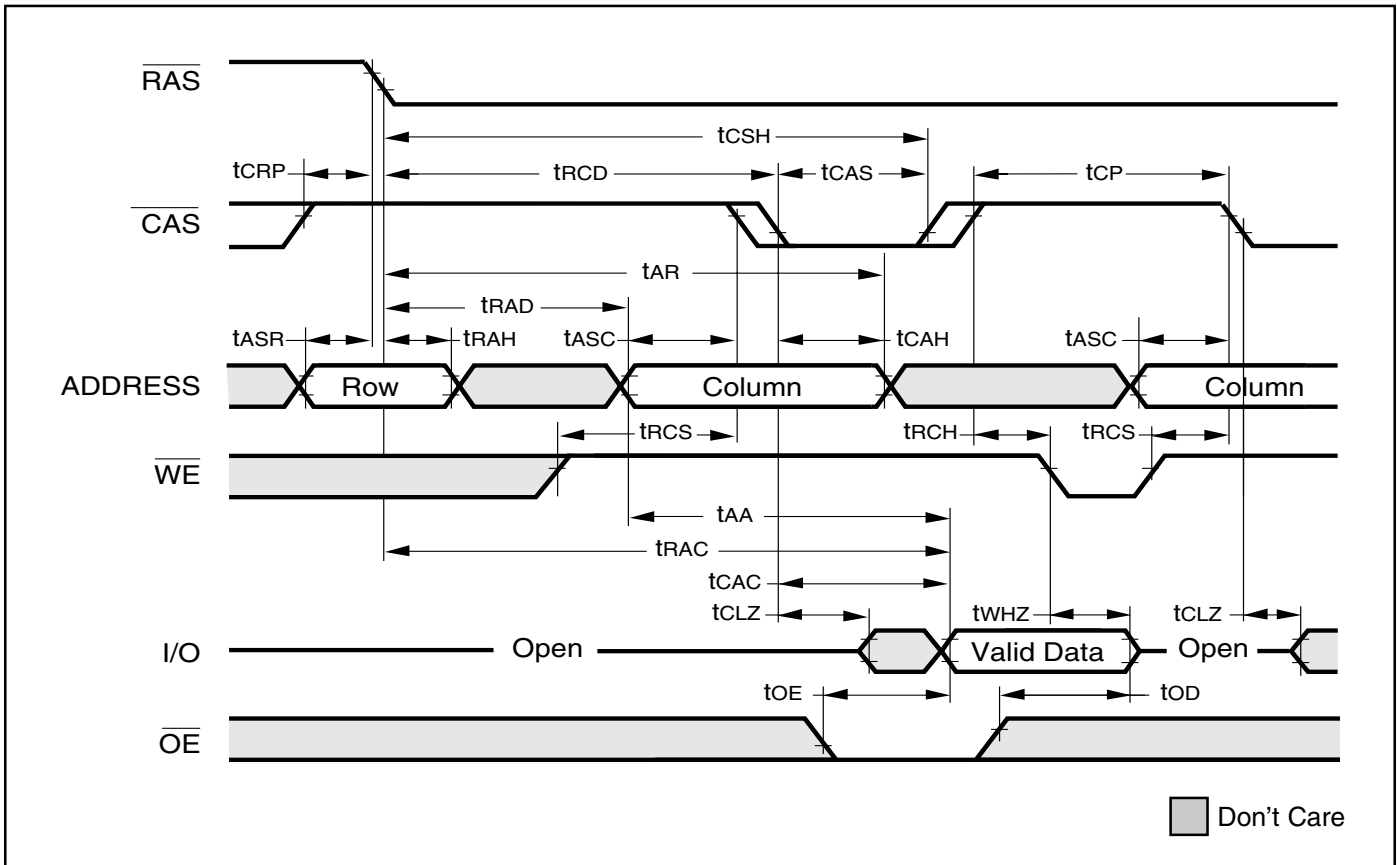 RAS
tCSH
tCRP tRCD tCAS tCP
CAS
tAR
tRAD
tASR tRAH tASC tCAH tASC
ADDRESS Row Column Column
tRCS tRCH tRCS
WE
tAA
tRAC
tCAC
tCLZ tWHZ tCLZ
I/O Open Valid Data Open
tOE tOD
OE
Don't Care